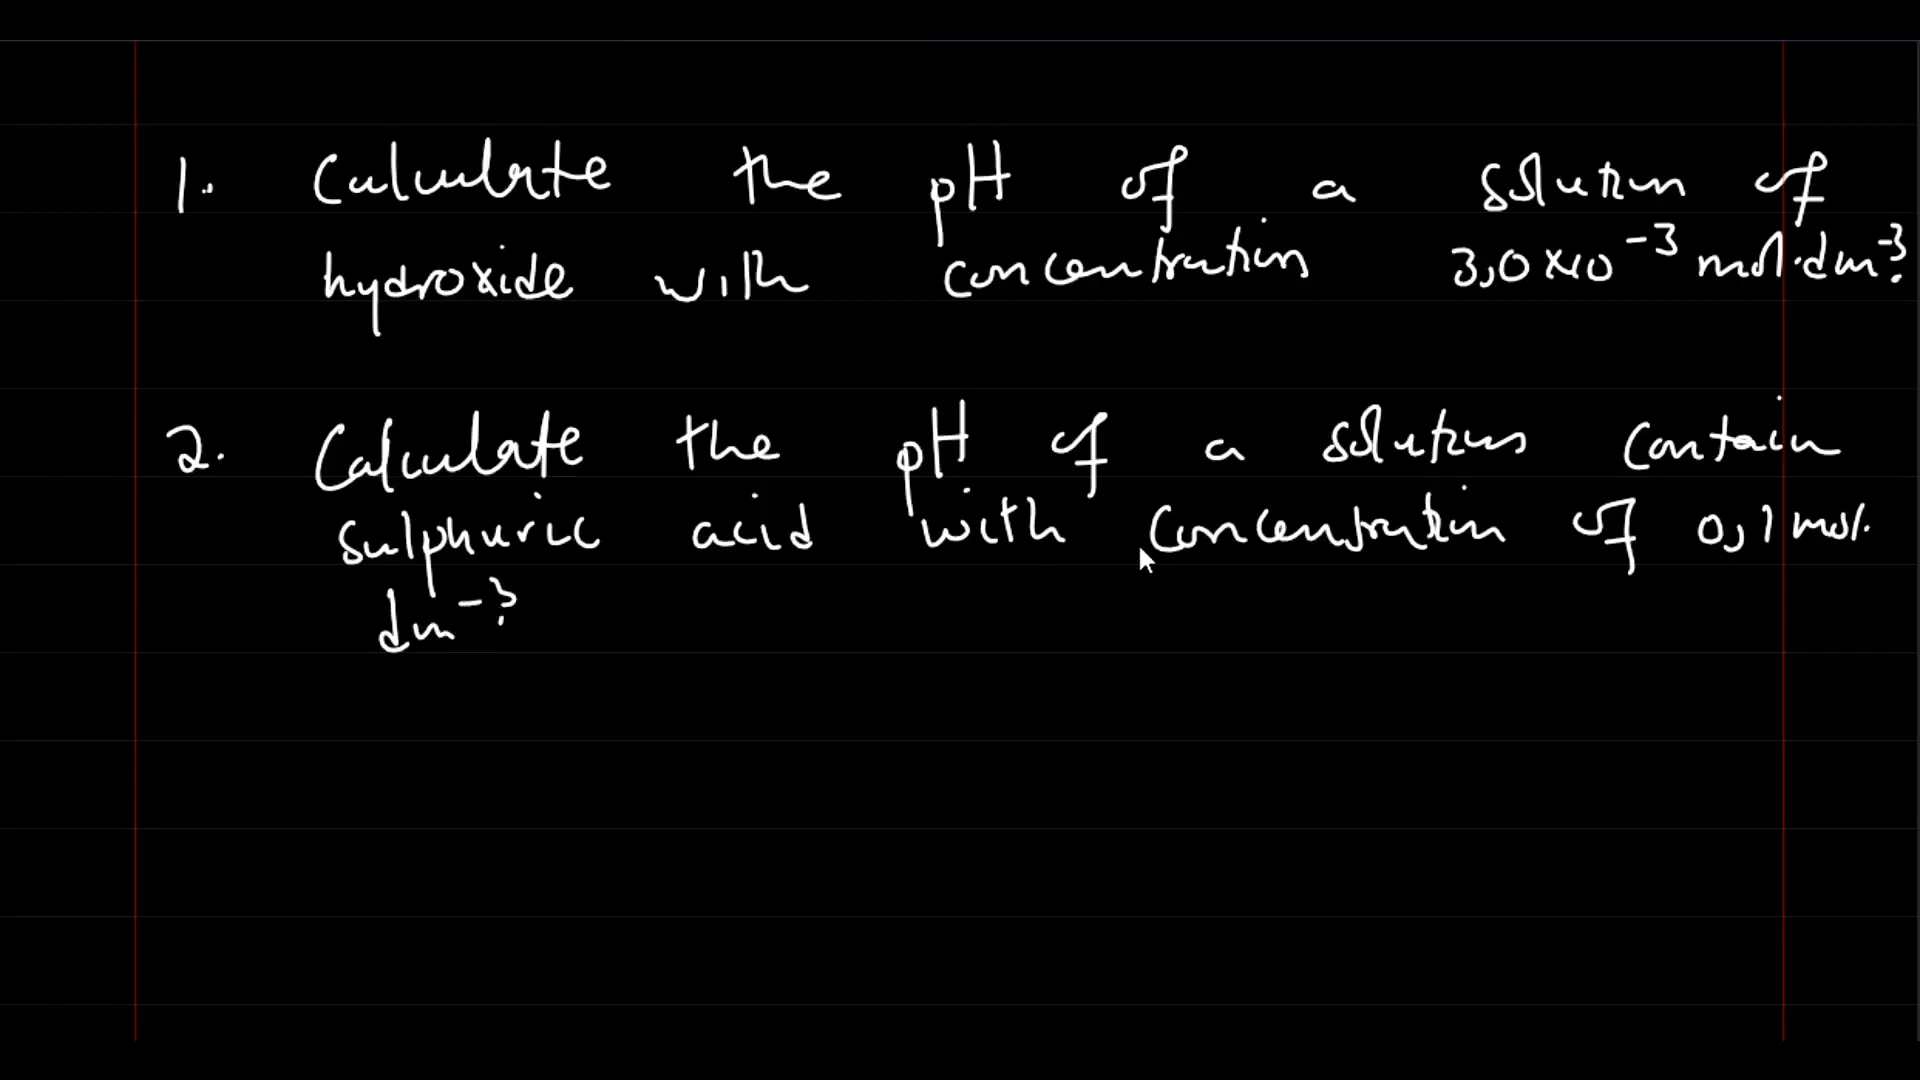 1. Calculate the pH of a solution of
hydroxide with concentration 3,0 x 10⁻³ mol.dm⁻³?
2. Calculate the pH of a solution contain
sulphuric acid with concentration of 0,1 mol.
dm⁻³?